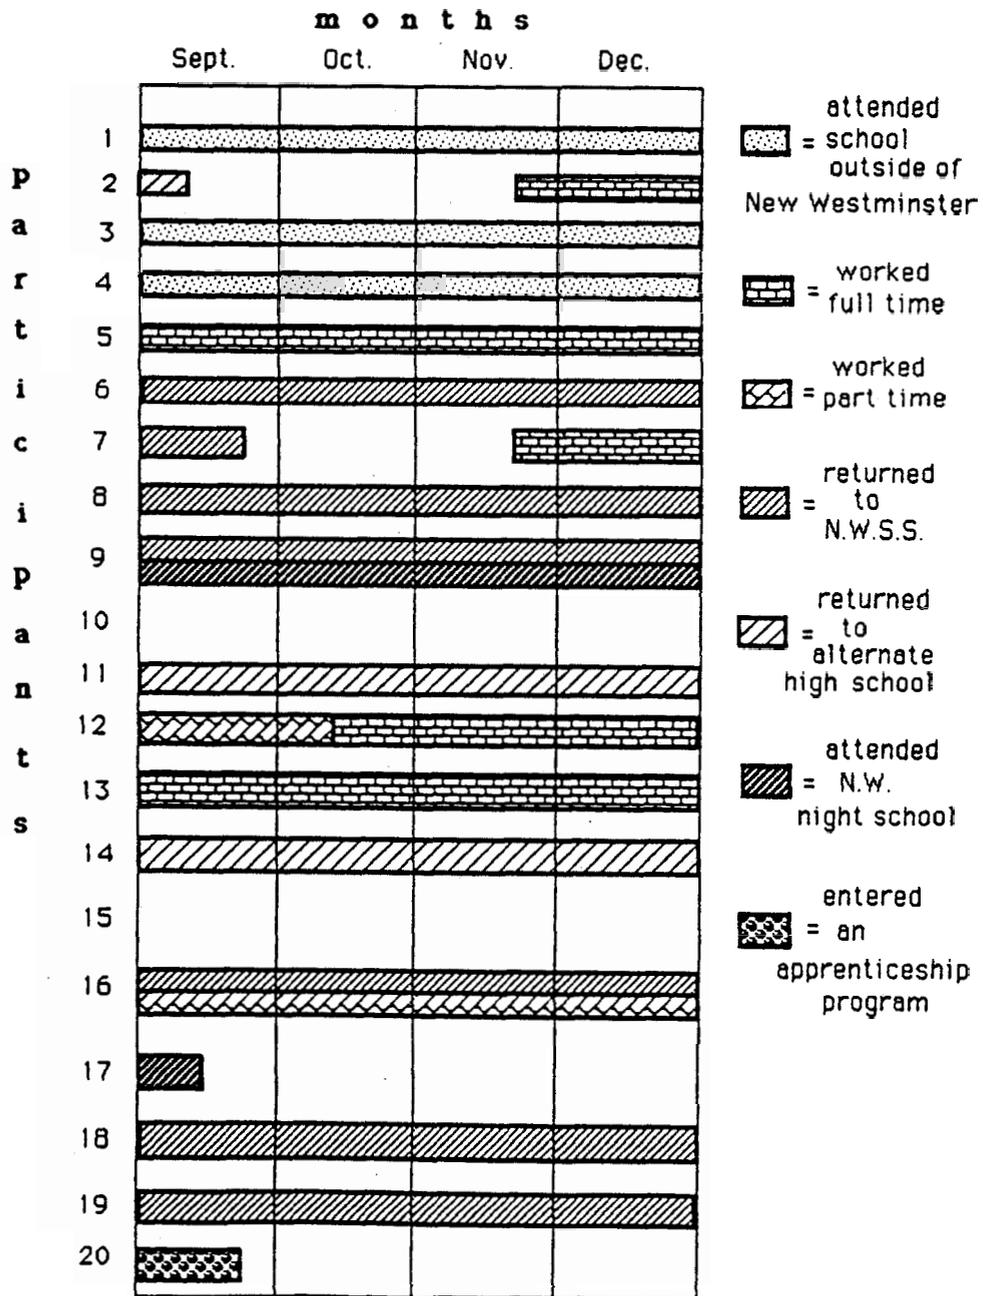 m o n t h s
Sept. Oct. Nov. Dec.
participants
1
2
3
4
5
6
7
8
9
10
11
12
13
14
15
16
17
18
19
20
attended
= school
outside of
New Westminster
worked
= full time
worked
= part time
returned
= to
N.W.S.S.
returned
= to
alternate
high school
attended
= N.W.
night school
entered
= an
apprenticeship
program